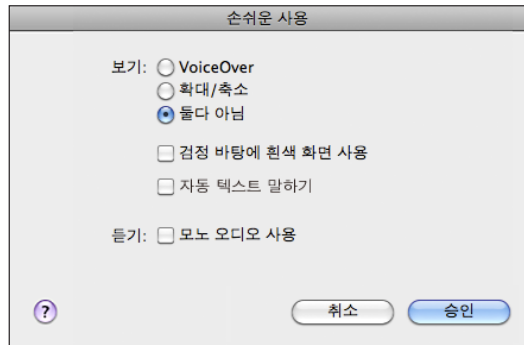 손쉬운 사용
보기: VoiceOver
확대/축소
둘다 아님
검정 바탕에 흰색 화면 사용
자동 텍스트 말하기
듣기: 모노 오디오 사용
? 취소 승인